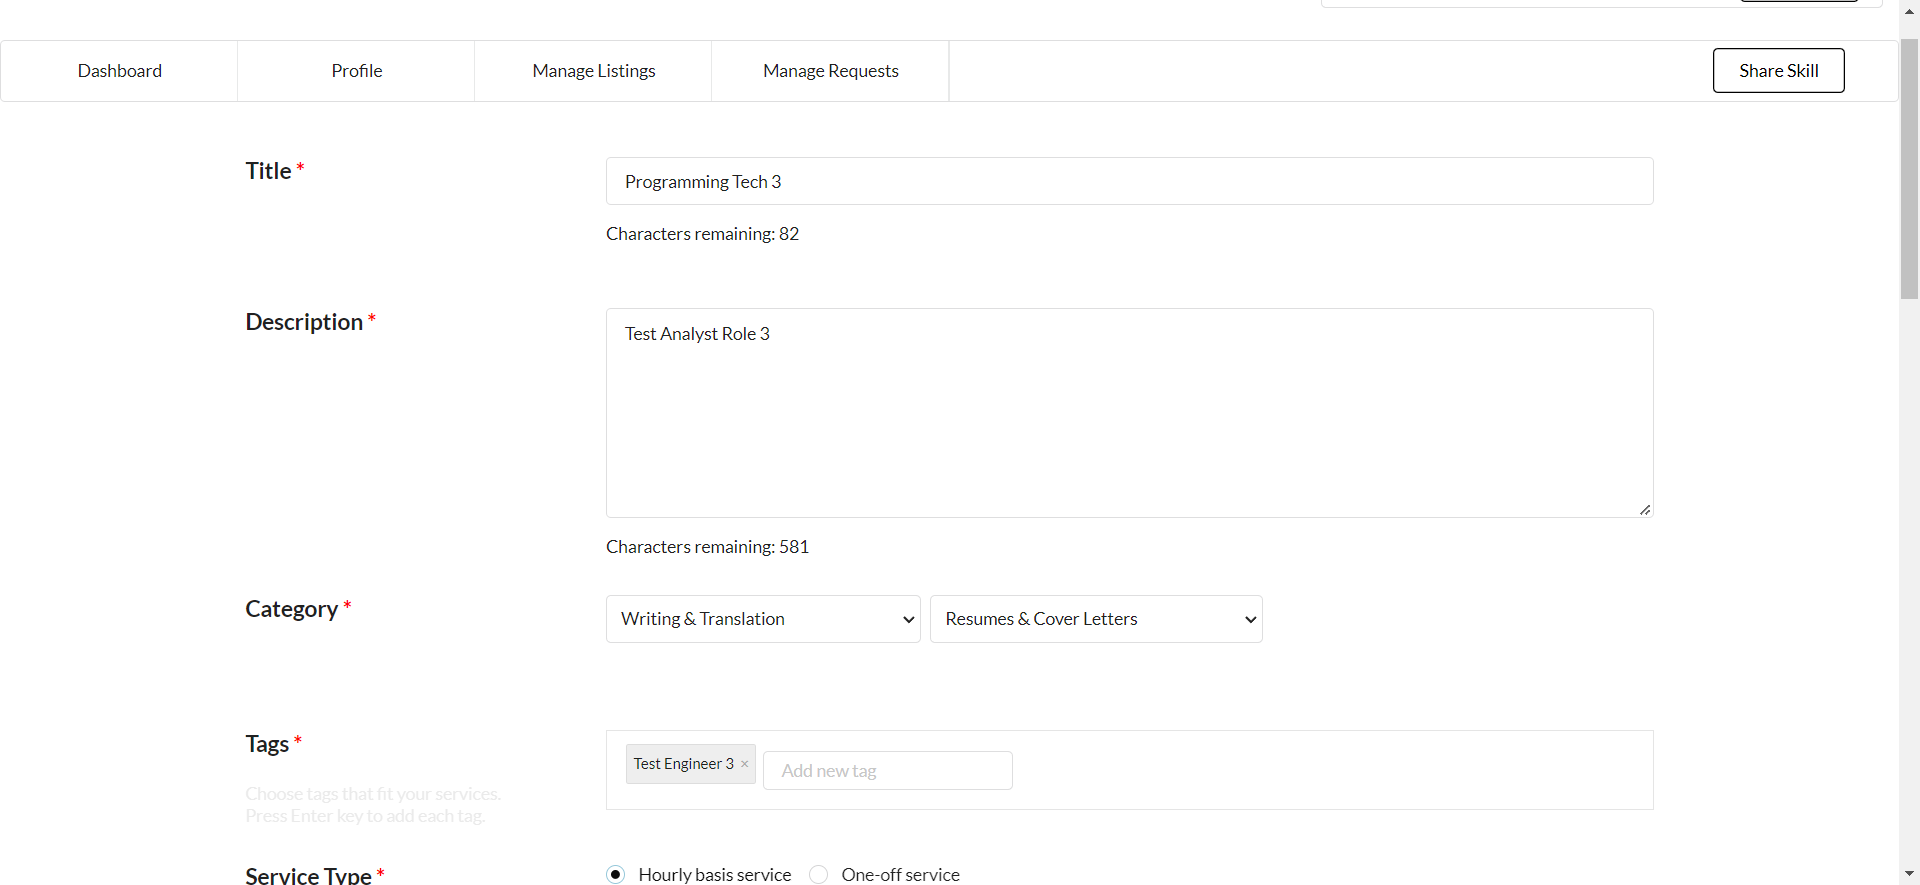 Dashboard Profile Manage Listings Manage Requests Share Skill
Title *
Programming Tech 3
Characters remaining: 82
Description *
Test Analyst Role 3
Characters remaining: 581
Category *
Writing & Translation Resumes & Cover Letters
Tags *
Test Engineer 3 × Add new tag
Choose tags that fit your services.
Press Enter key to add each tag.
Service Type * Hourly basis service One-off service